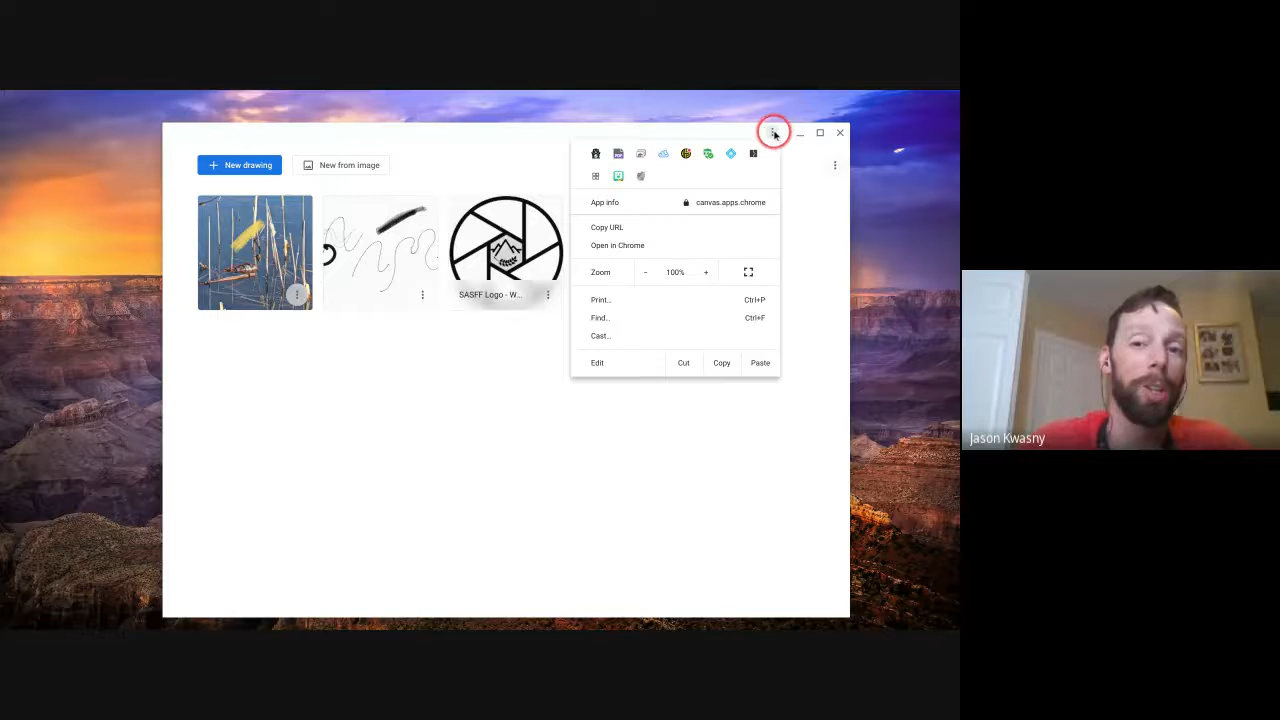 New drawing
New from image
App info
canvas.apps.chrome
Copy URL
Open in Chrome
Zoom
-
100%
+
SASFF Logo - W...
Print...
Ctrl+P
Find...
Ctrl+F
Cast...
Edit
Cut
Copy
Paste
Jason Kwasny